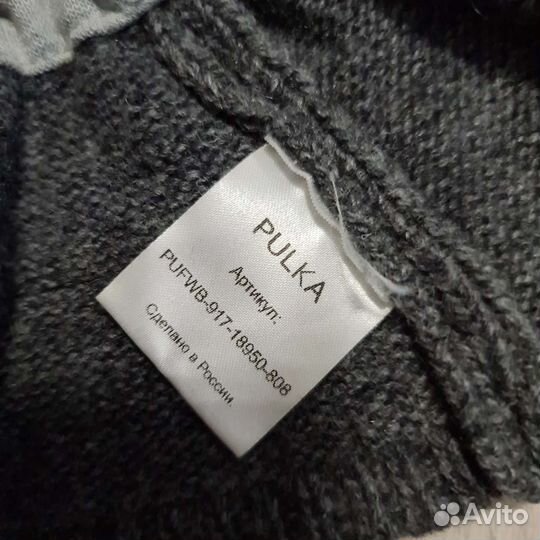 PULKA
Артикул:
PUFWB-917-18950-808
Сделано в России.
Avito